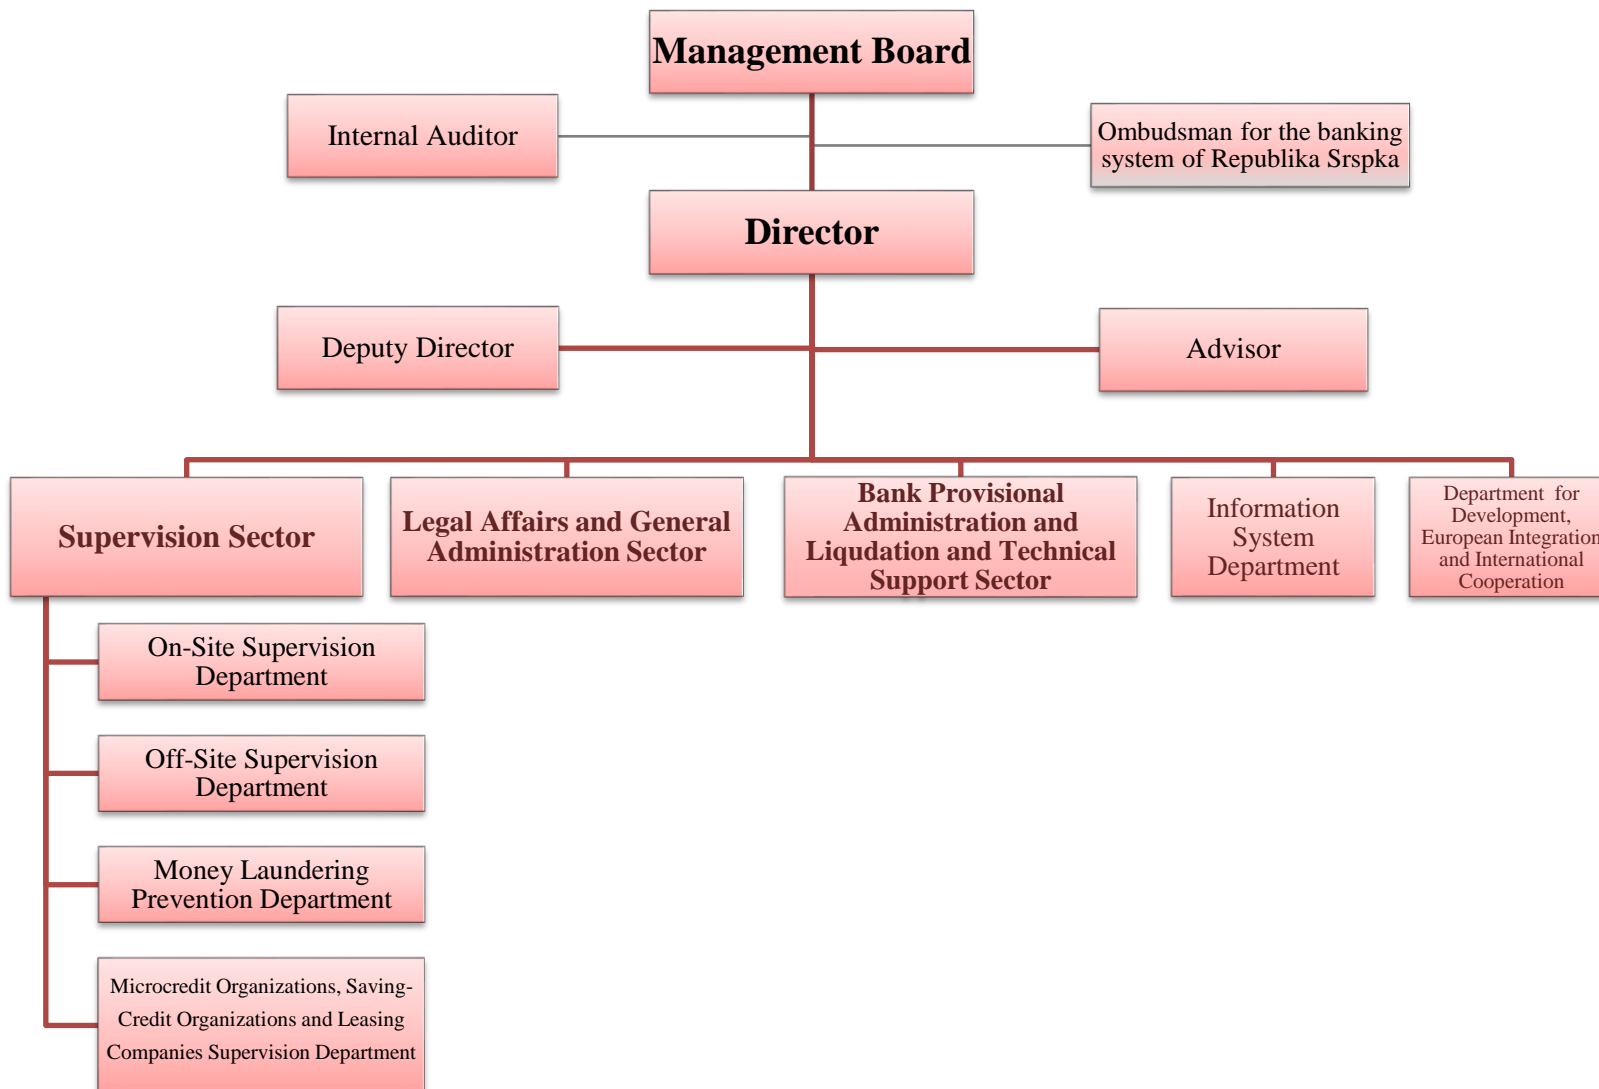 Management Board
Internal Auditor
Ombudsman for the banking
system of Republika Srspka
Director
Deputy Director
Advisor
Supervision Sector
Legal Affairs and General
Administration Sector
Bank Provisional
Administration and
Liqudation and Technical
Support Sector
Information
System
Department
Department for
Development,
European Integration
and International
Cooperation
On-Site Supervision
Department
Off-Site Supervision
Department
Money Laundering
Prevention Department
Microcredit Organizations, Saving-
Credit Organizations and Leasing
Companies Supervision Department